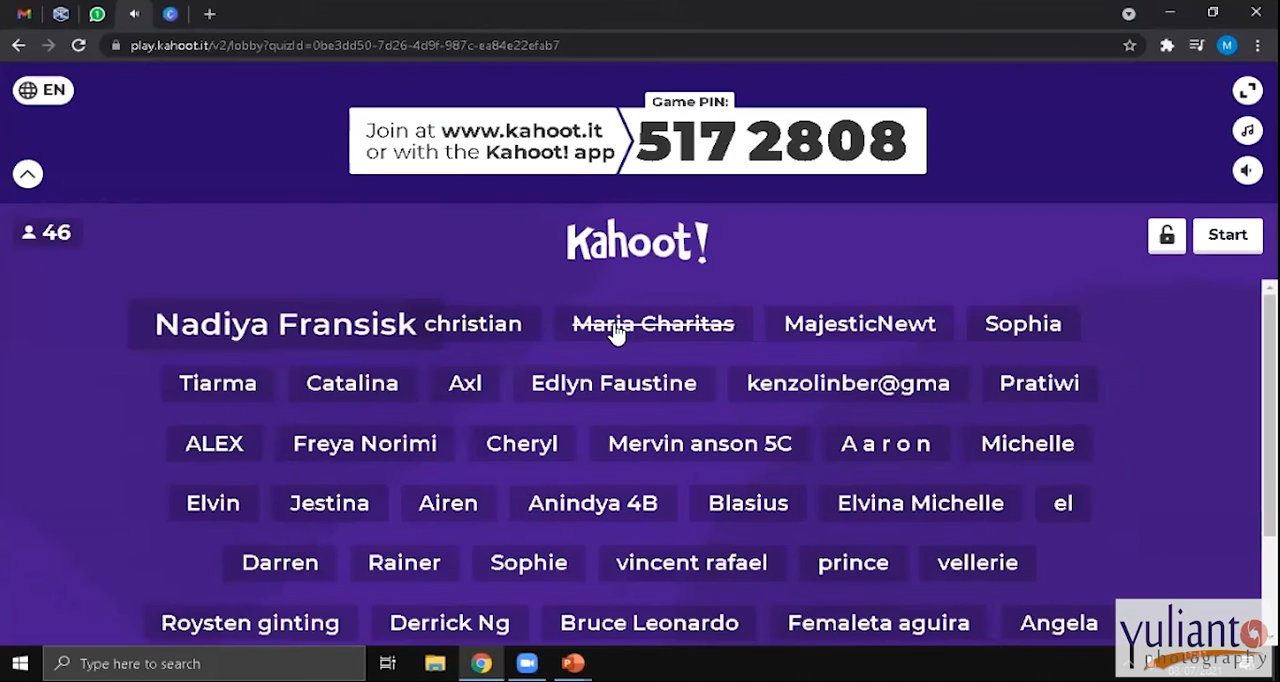 play.kahoot.it/v2/lobby?quizId=0be3dd50-7d26-4d9f-987c-ea84e22efab7
EN
Game PIN:
Join at www.kahoot.it
or with the Kahoot! app
517 2808
46
Kahoot!
Start
Nadiya Fransisk christian Maria Charitas MajesticNewt Sophia
Tiarma Catalina Axl Edlyn Faustine kenzolinber@gma Pratiwi
ALEX Freya Norimi Cheryl Mervin anson 5C A a r o n Michelle
Elvin Jestina Airen Anindya 4B Blasius Elvina Michelle el
Darren Rainer Sophie vincent rafael prince vellerie
Roysten ginting Derrick Ng Bruce Leonardo Femaleta aguira Angela
yulianto
photography
Type here to search